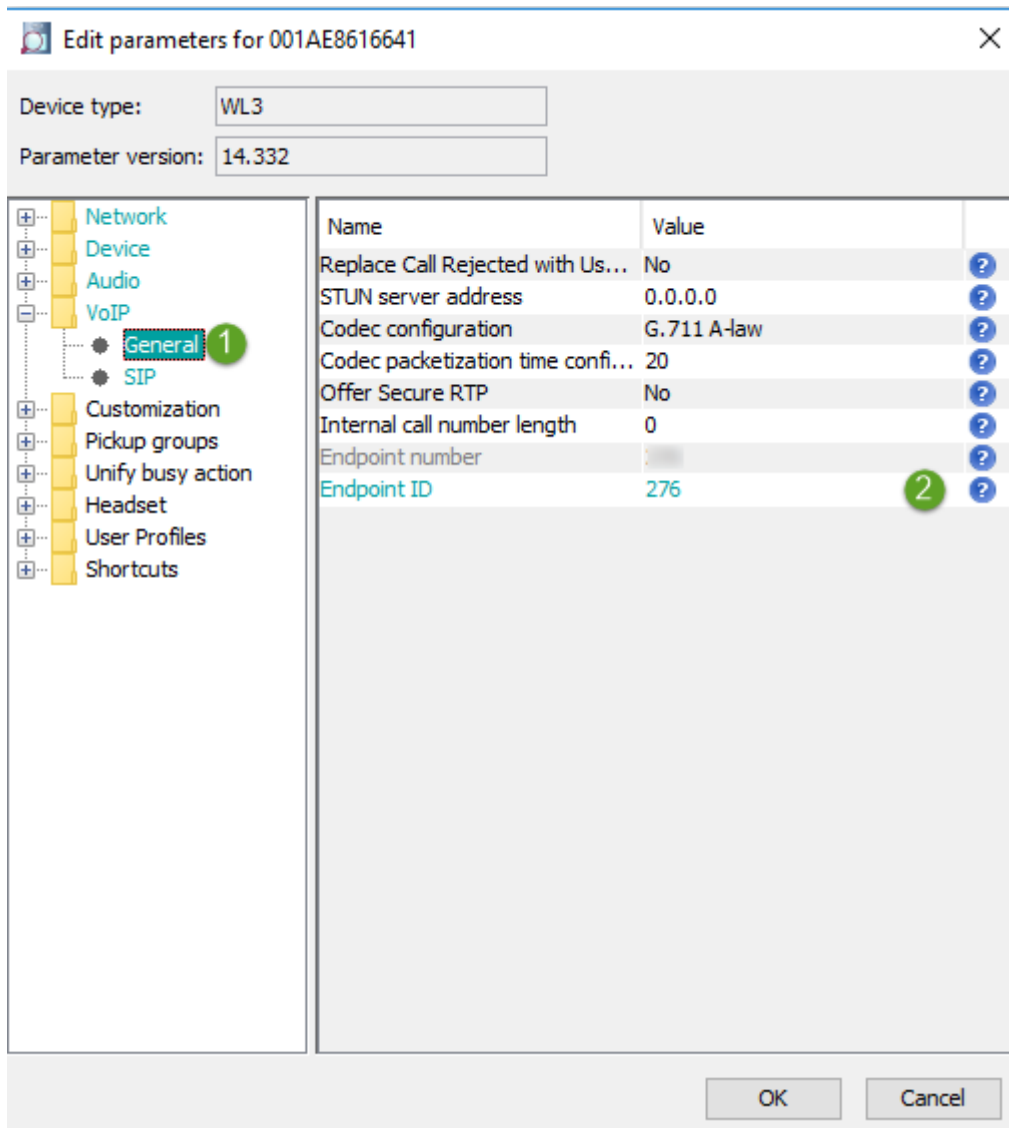 Edit parameters for 001AE8616641
Device type: WL3
Parameter version: 14.332
Network
Device
Audio
VoIP
General 1
SIP
Customization
Pickup groups
Unify busy action
Headset
User Profiles
Shortcuts
Name Value
Replace Call Rejected with Us... No ?
STUN server address 0.0.0.0 ?
Codec configuration G.711 A-law ?
Codec packetization time confi... 20 ?
Offer Secure RTP No ?
Internal call number length 0 ?
Endpoint number ?
Endpoint ID 276 2 ?
OK Cancel